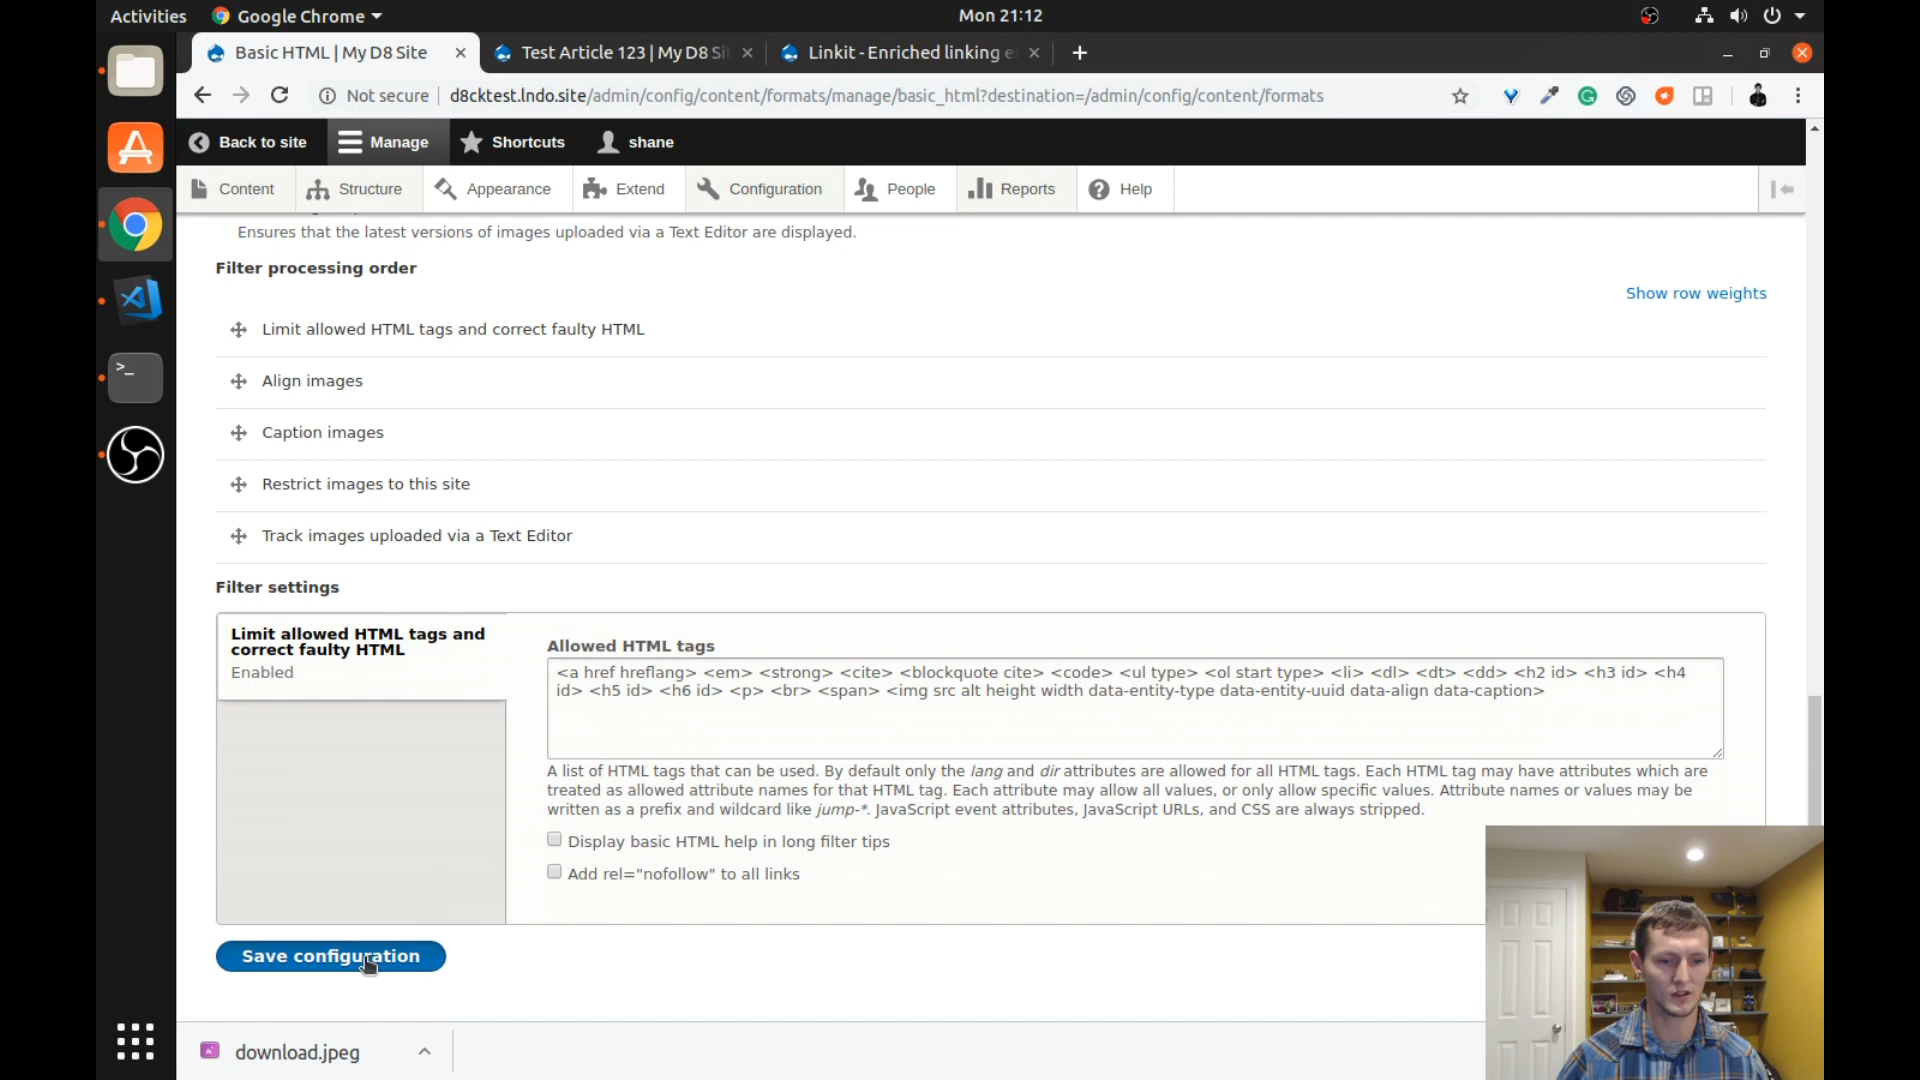 Activities Google Chrome Mon 21:12
Basic HTML | My D8 Site Test Article 123 | My D8 Linkit - Enriched linking
Not secure d8cktest.lndo.site/admin/config/content/formats/manage/basic_html?destination=/admin/config/content/formats
Back to site Manage Shortcuts shane
Content Structure Appearance Extend Configuration People Reports Help
Ensures that the latest versions of images uploaded via a Text Editor are displayed.
Filter processing order
Show row weights
Limit allowed HTML tags and correct faulty HTML
Align images
Caption images
Restrict images to this site
Track images uploaded via a Text Editor
Filter settings
Limit allowed HTML tags and
correct faulty HTML
Enabled
Allowed HTML tags
<a href hreflang> <em> <strong> <cite> <blockquote cite> <code> <ul type> <ol start type> <li> <dl> <dt> <dd> <h2 id> <h3 id> <h4
id> <h5 id> <h6 id> <p> <br> <span> <img src alt height width data-entity-type data-entity-uuid data-align data-caption>
A list of HTML tags that can be used. By default only the lang and dir attributes are allowed for all HTML tags. Each HTML tag may have attributes which are
treated as allowed attribute names for that HTML tag. Each attribute may allow all values, or only allow specific values. Attribute names or values may be
written as a prefix and wildcard like jump-*. JavaScript event attributes, JavaScript URLs, and CSS are always stripped.
Display basic HTML help in long filter tips
Add rel="nofollow" to all links
Save configuration
download.jpeg